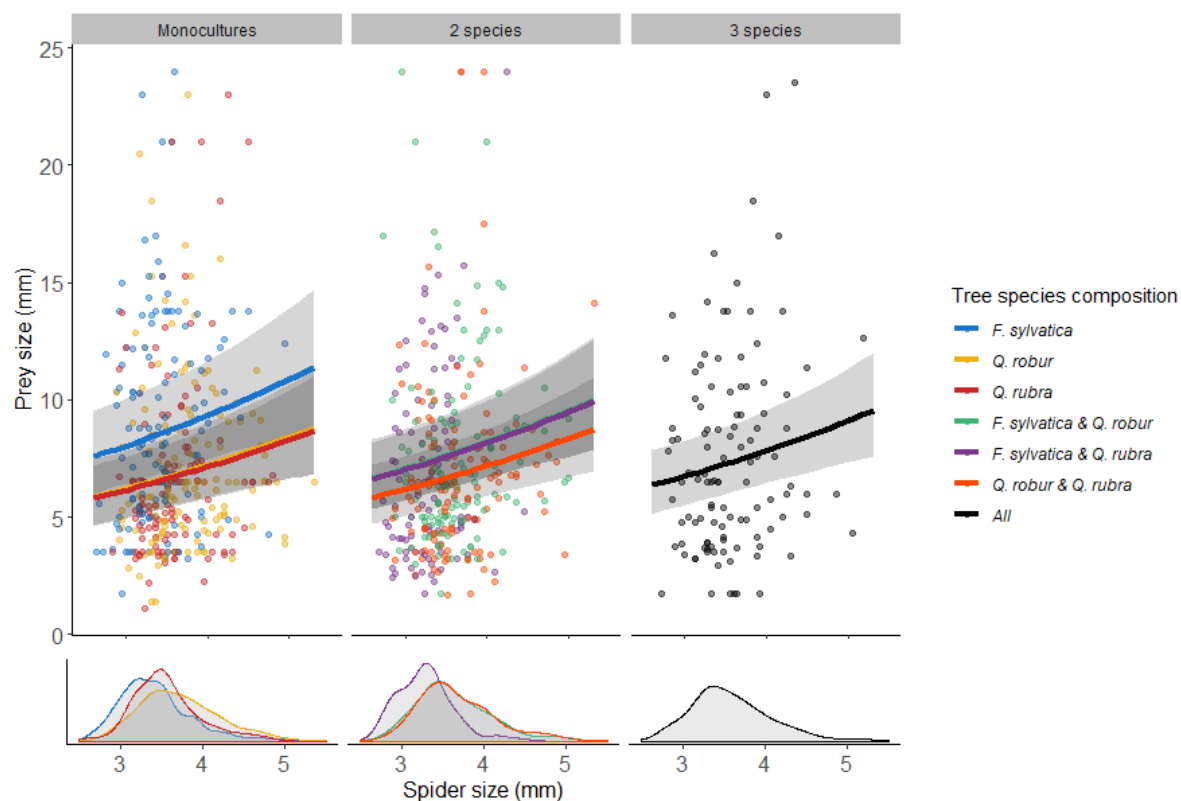 Monocultures
2 species
3 species
25
20
15
10
5
0
Prey size (mm)
3 4 5
3 4 5
3 4 5
Spider size (mm)
Tree species composition
F. sylvatica
Q. robur
Q. rubra
F. sylvatica & Q. robur
F. sylvatica & Q. rubra
Q. robur & Q. rubra
All